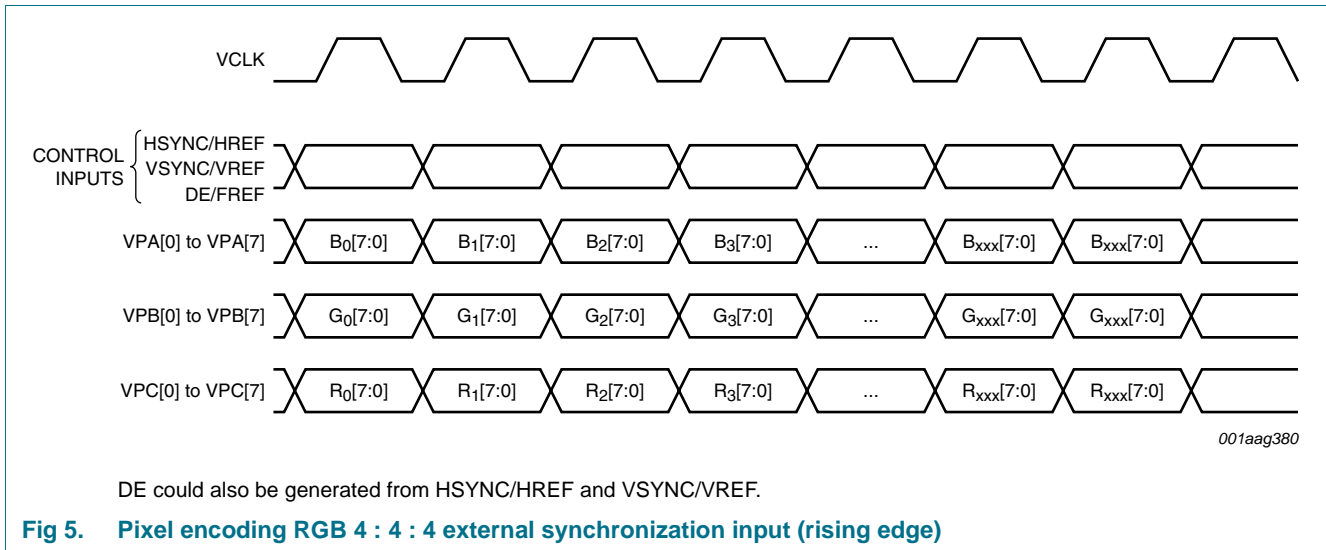 VCLK
CONTROL INPUTS
HSYNC/HREF
VSYNC/VREF
DE/FREF
VPA[0] to VPA[7] B0[7:0] B1[7:0] B2[7:0] B3[7:0] ... Bxxx[7:0] Bxxx[7:0]
VPB[0] to VPB[7] G0[7:0] G1[7:0] G2[7:0] G3[7:0] ... Gxxx[7:0] Gxxx[7:0]
VPC[0] to VPC[7] R0[7:0] R1[7:0] R2[7:0] R3[7:0] ... Rxxx[7:0] Rxxx[7:0]
001aag380
DE could also be generated from HSYNC/HREF and VSYNC/VREF.
Fig 5. Pixel encoding RGB 4 : 4 : 4 external synchronization input (rising edge)